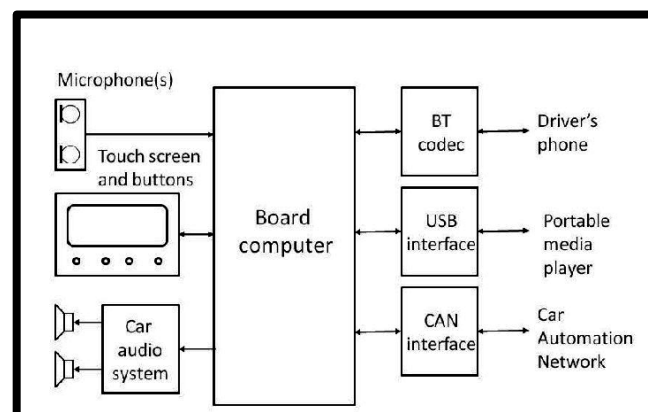 Microphone(s)
Touch screen
and buttons
Car
audio
system
Board
computer
BT
codec
USB
interface
CAN
interface
Driver’s
phone
Portable
media
player
Car
Automation
Network